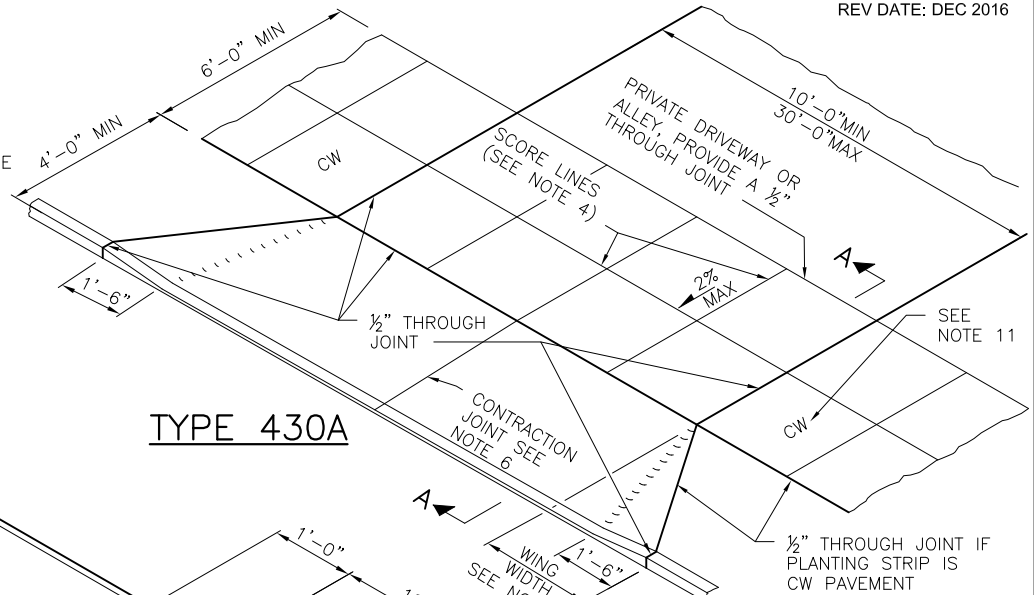 REV DATE: DEC 2016
6'-0" MIN
4'-0" MIN
E
CW
SCORE LINES
(SEE NOTE 4)
PRIVATE DRIVEWAY OR
ALLEY, PROVIDE A ½"
THROUGH JOINT
10'-0"MIN
30'-0"MAX
A
2%
MAX
1'-6"
½" THROUGH
JOINT
SEE
NOTE 11
CW
TYPE 430A
CONTRACTION
JOINT SEE
NOTE 6
A
WING
WIDTH
SEE
1'-6"
½" THROUGH JOINT IF
PLANTING STRIP IS
CW PAVEMENT
1'-0"